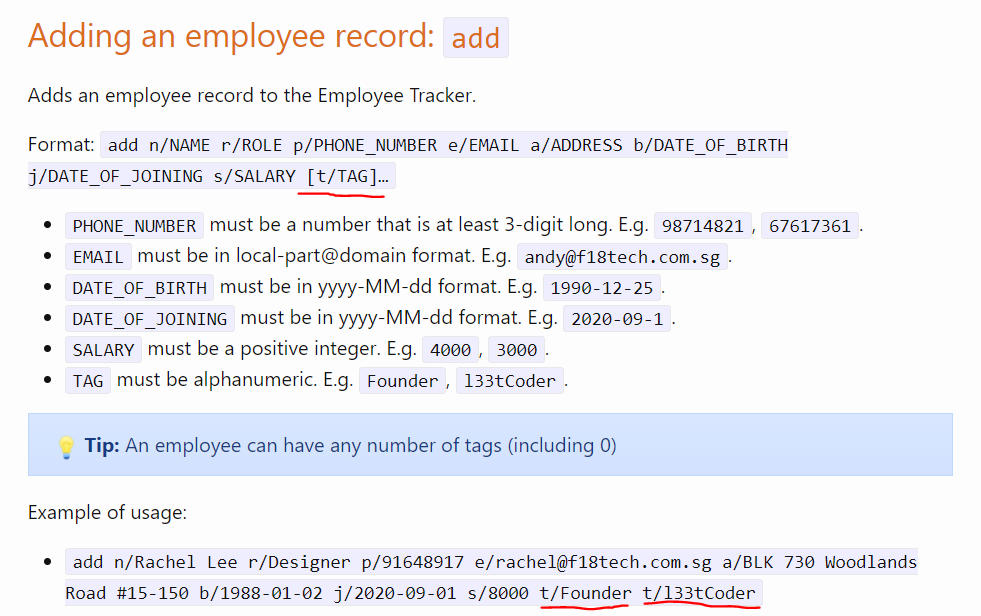 Adding an employee record: add
Adds an employee record to the Employee Tracker.
Format: add n/NAME r/ROLE p/PHONE_NUMBER e/EMAIL a/ADDRESS b/DATE_OF_BIRTH
j/DATE_OF_JOINING s/SALARY [t/TAG]…
• PHONE_NUMBER must be a number that is at least 3-digit long. E.g. 98714821, 67617361.
• EMAIL must be in local-part@domain format. E.g. andy@f18tech.com.sg.
• DATE_OF_BIRTH must be in yyyy-MM-dd format. E.g. 1990-12-25.
• DATE_OF_JOINING must be in yyyy-MM-dd format. E.g. 2020-09-1.
• SALARY must be a positive integer. E.g. 4000, 3000.
• TAG must be alphanumeric. E.g. Founder, l33tCoder.
💡 Tip: An employee can have any number of tags (including 0)
Example of usage:
• add n/Rachel Lee r/Designer p/91648917 e/rachel@f18tech.com.sg a/BLK 730 Woodlands
Road #15-150 b/1988-01-02 j/2020-09-01 s/8000 t/Founder t/l33tCoder